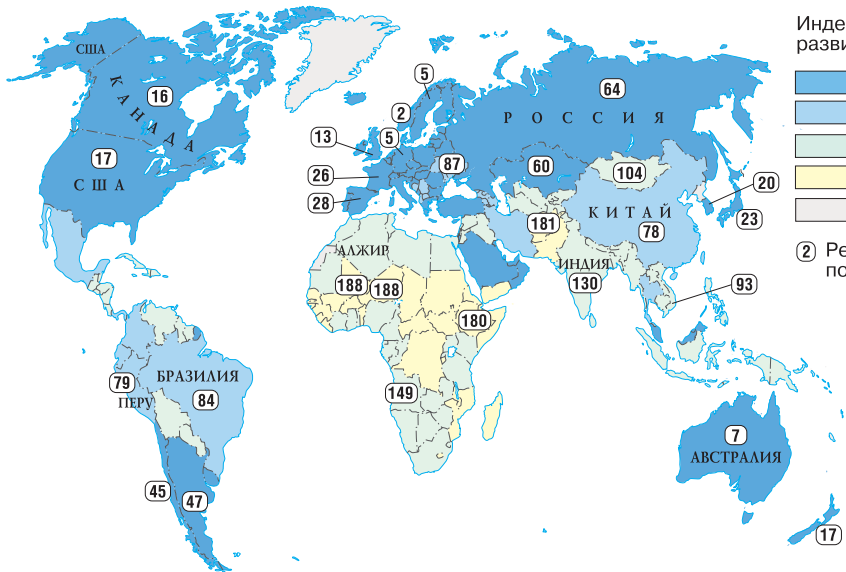 Инде
разви
США
КАНАДА
16
17
США
5
2
5
13
26
28
87
64
РОССИЯ
60
104
20
23
КИТАЙ
78
181
ИНДИЯ
130
93
2 Ре
по
АЛЖИР
188
188
180
149
79
ПЕРУ
БРАЗИЛИЯ
84
45
47
7
АВСТРАЛИЯ
17